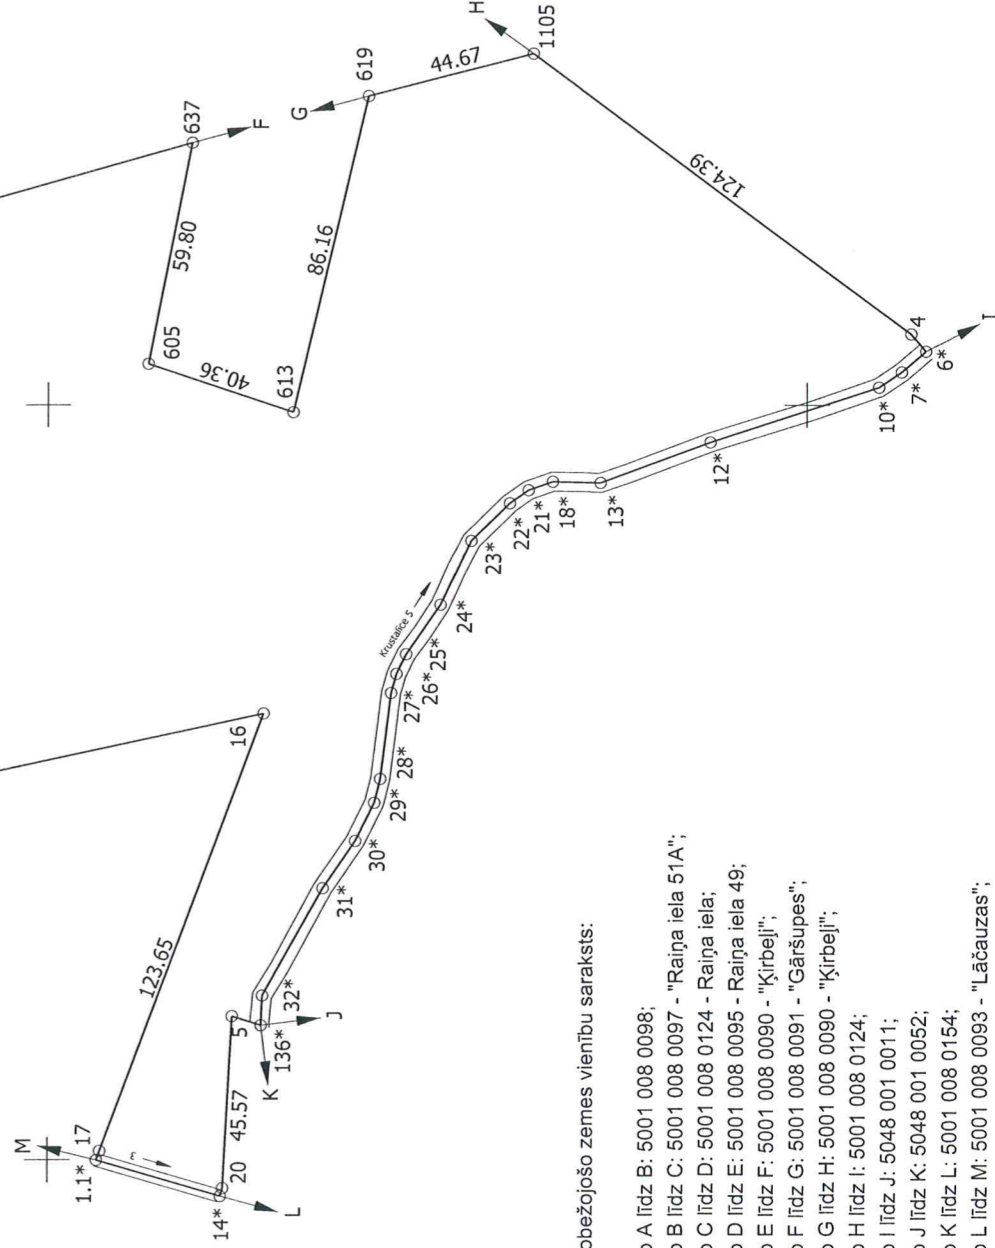 H
1105
44.67
619
G
637
F
59.80
605
86.16
613
40.36
124.39
4
6*
I
7*
10*
12*
13*
18*
21*
22*
23*
24*
Krustalīce S
25*
26*
27*
28*
29*
30*
31*
32*
16
123.65
5
136*
J
K
45.57
M
17
1.1*
3
20
14*
L
obežojošo zemes vienību saraksts:
o A līdz B: 5001 008 0098;
o B līdz C: 5001 008 0097 - "Raiņa iela 51A";
o C līdz D: 5001 008 0124 - Raiņa iela;
o D līdz E: 5001 008 0095 - Raiņa iela 49;
o E līdz F: 5001 008 0090 - "Ķirbeļi";
o F līdz G: 5001 008 0091 - "Gāršupes";
o G līdz H: 5001 008 0090 - "Ķirbeļi";
o H līdz I: 5001 008 0124;
o I līdz J: 5048 001 0011;
o J līdz K: 5048 001 0052;
o K līdz L: 5001 008 0154;
o L līdz M: 5001 008 0093 - "Lāčauzas";